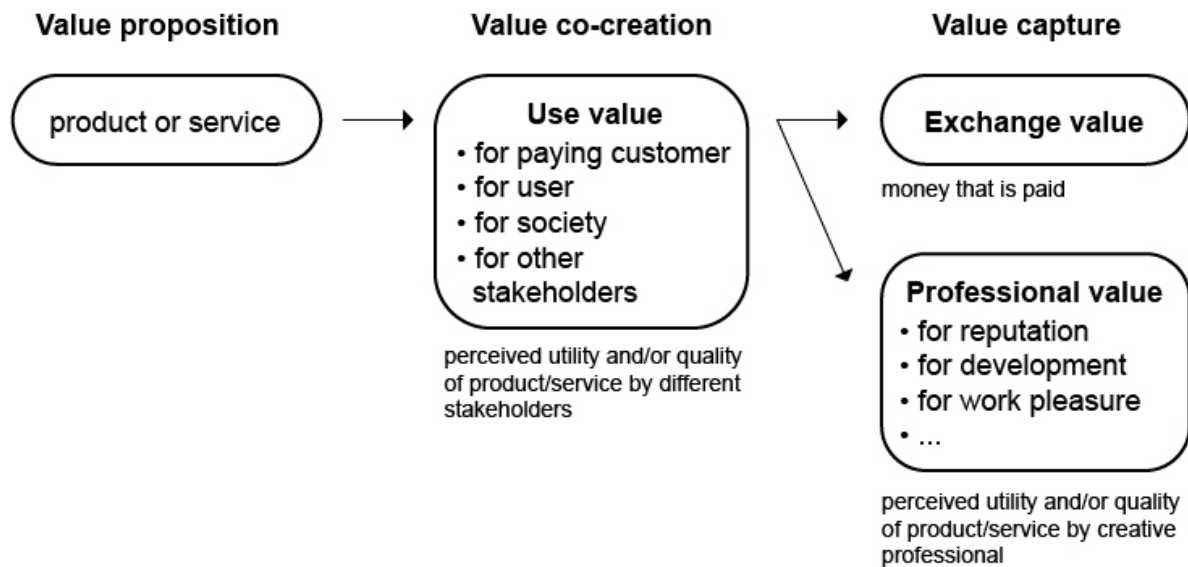 Value proposition
product or service
Value co-creation
Use value
• for paying customer
• for user
• for society
• for other
stakeholders
perceived utility and/or quality
of product/service by different
stakeholders
Value capture
Exchange value
money that is paid
Professional value
• for reputation
• for development
• for work pleasure
• ...
perceived utility and/or quality
of product/service by creative
professional